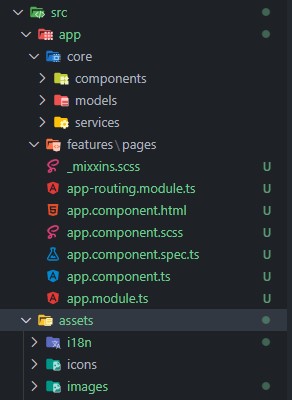 src
app
core
components
models
services
features\pages
_mixxins.scss U
app-routing.module.ts U
app.component.html U
app.component.scss U
app.component.spec.ts U
app.component.ts U
app.module.ts U
assets
i18n
icons
images